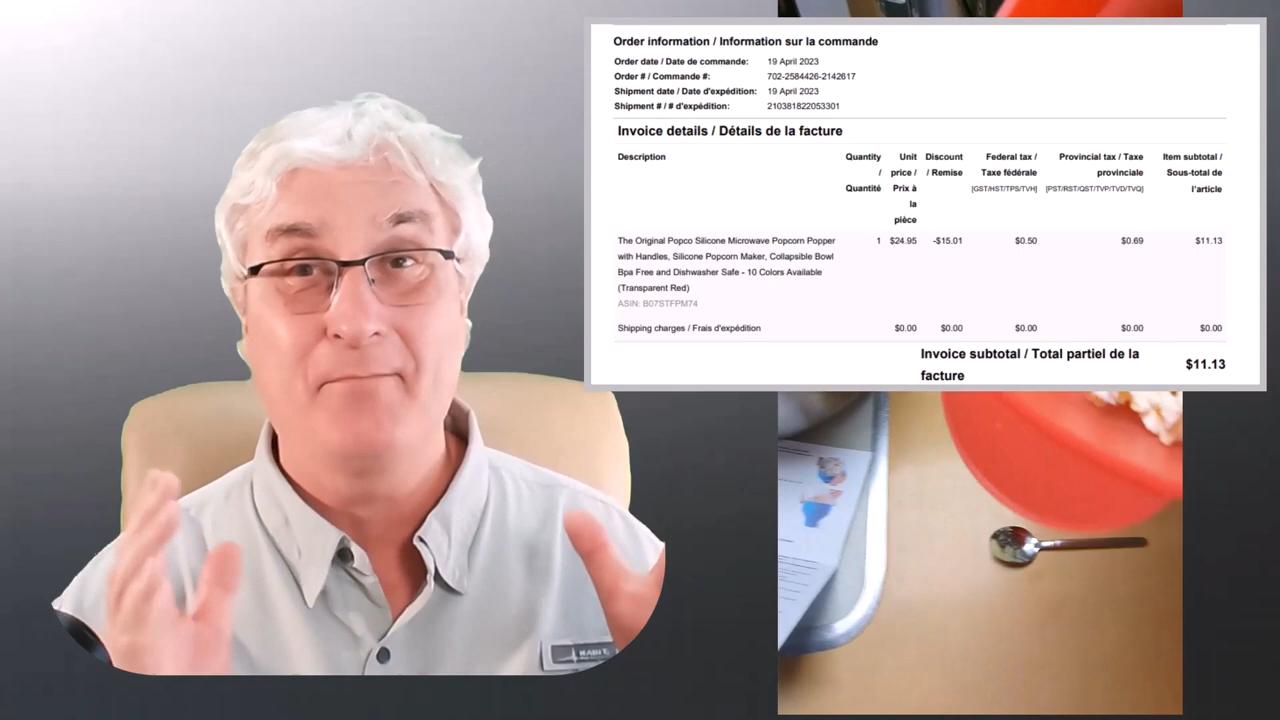 Order information / Information sur la commande
Order date / Date de commande: 19 April 2023
Order # / Commande #: 702-2584426-2142617
Shipment date / Date d'expédition: 19 April 2023
Shipment # / # d'expédition: 210381822053301
Invoice details / Détails de la facture
Description Quantity Unit Discount Federal tax / Provincial tax / Taxe Item subtotal /
/ price / / Remise Taxe fédérale provinciale Sous-total de
Quantité Prix à [GST/HST/TPS/TVH] [PST/RST/QST/TVP/TVD/TVQ] l'article
la
pièce
The Original Popco Silicone Microwave Popcorn Popper 1 $24.95 -$15.01 $0.50 $0.69 $11.13
with Handles, Silicone Popcorn Maker, Collapsible Bowl
Bpa Free and Dishwasher Safe - 10 Colors Available
(Transparent Red)
ASIN: B07STFPM74
Shipping charges / Frais d'expédition $0.00 $0.00 $0.00 $0.00 $0.00
Invoice subtotal / Total partiel de la
facture $11.13
HABIT